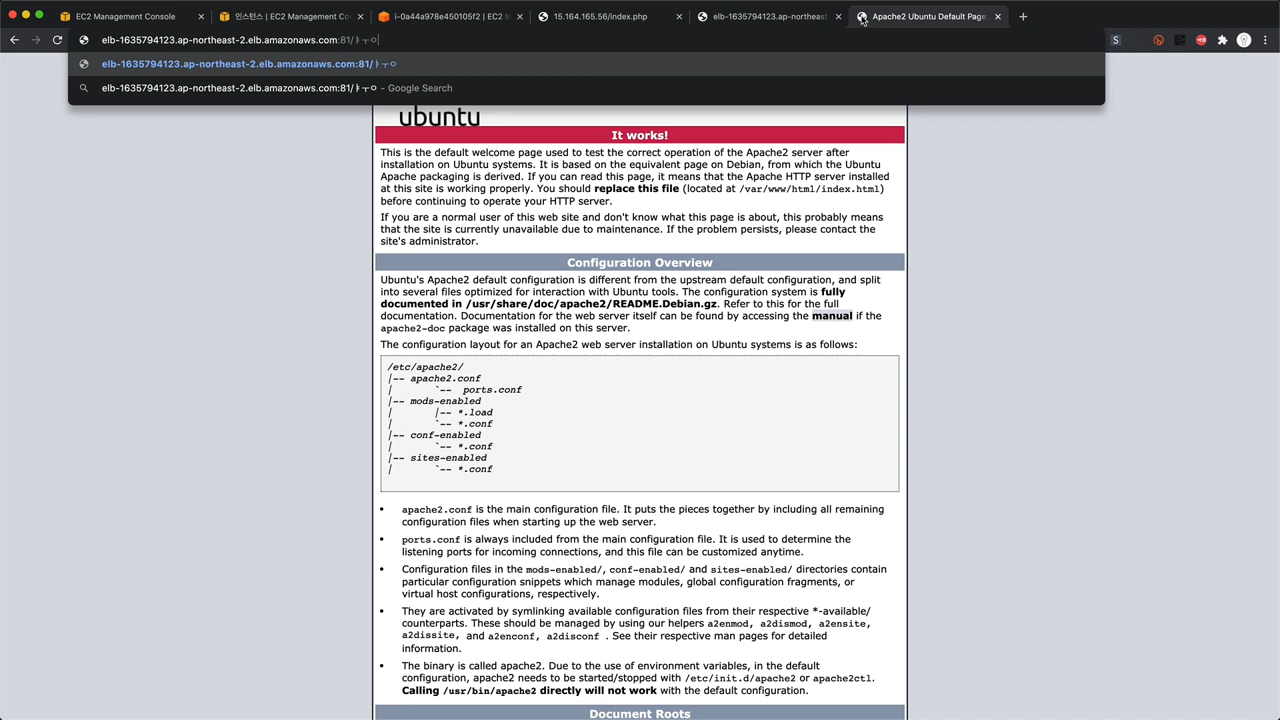 EC2 Management Console
인스턴스 | EC2 Management Co
i-0a44a978e450105f2 | EC2 In
15.164.165.56/index.php
elb-1635794123.ap-northeast-
Apache2 Ubuntu Default Page
elb-1635794123.ap-northeast-2.elb.amazonaws.com:81/ㅑㅜㅇ
elb-1635794123.ap-northeast-2.elb.amazonaws.com:81/ㅑㅜㅇ
elb-1635794123.ap-northeast-2.elb.amazonaws.com:81/ㅑㅜㅇ - Google Search
ubuntu
It works!
This is the default welcome page used to test the correct operation of the Apache2 server after
installation on Ubuntu systems. It is based on the equivalent page on Debian, from which the Ubuntu
Apache packaging is derived. If you can read this page, it means that the Apache HTTP server installed
at this site is working properly. You should replace this file (located at /var/www/html/index.html)
before continuing to operate your HTTP server.
If you are a normal user of this web site and don't know what this page is about, this probably means
that the site is currently unavailable due to maintenance. If the problem persists, please contact the
site's administrator.
Configuration Overview
Ubuntu's Apache2 default configuration is different from the upstream default configuration, and split
into several files optimized for interaction with Ubuntu tools. The configuration system is fully
documented in /usr/share/doc/apache2/README.Debian.gz. Refer to this for the full
documentation. Documentation for the web server itself can be found by accessing the manual if the
apache2-doc package was installed on this server.
The configuration layout for an Apache2 web server installation on Ubuntu systems is as follows:
/etc/apache2/
|-- apache2.conf
|       `--  ports.conf
|-- mods-enabled
|       |-- *.load
|       `-- *.conf
|-- conf-enabled
|       `-- *.conf
|-- sites-enabled
|       `-- *.conf
• apache2.conf is the main configuration file. It puts the pieces together by including all remaining
configuration files when starting up the web server.
• ports.conf is always included from the main configuration file. It is used to determine the
listening ports for incoming connections, and this file can be customized anytime.
• Configuration files in the mods-enabled/, conf-enabled/ and sites-enabled/ directories contain
particular configuration snippets which manage modules, global configuration fragments, or
virtual host configurations, respectively.
• They are activated by symlinking available configuration files from their respective *-available/
counterparts. These should be managed by using our helpers a2enmod, a2dismod, a2ensite,
a2dissite, and a2enconf, a2disconf . See their respective man pages for detailed
information.
• The binary is called apache2. Due to the use of environment variables, in the default
configuration, apache2 needs to be started/stopped with /etc/init.d/apache2 or apache2ctl.
Calling /usr/bin/apache2 directly will not work with the default configuration.
Document Roots